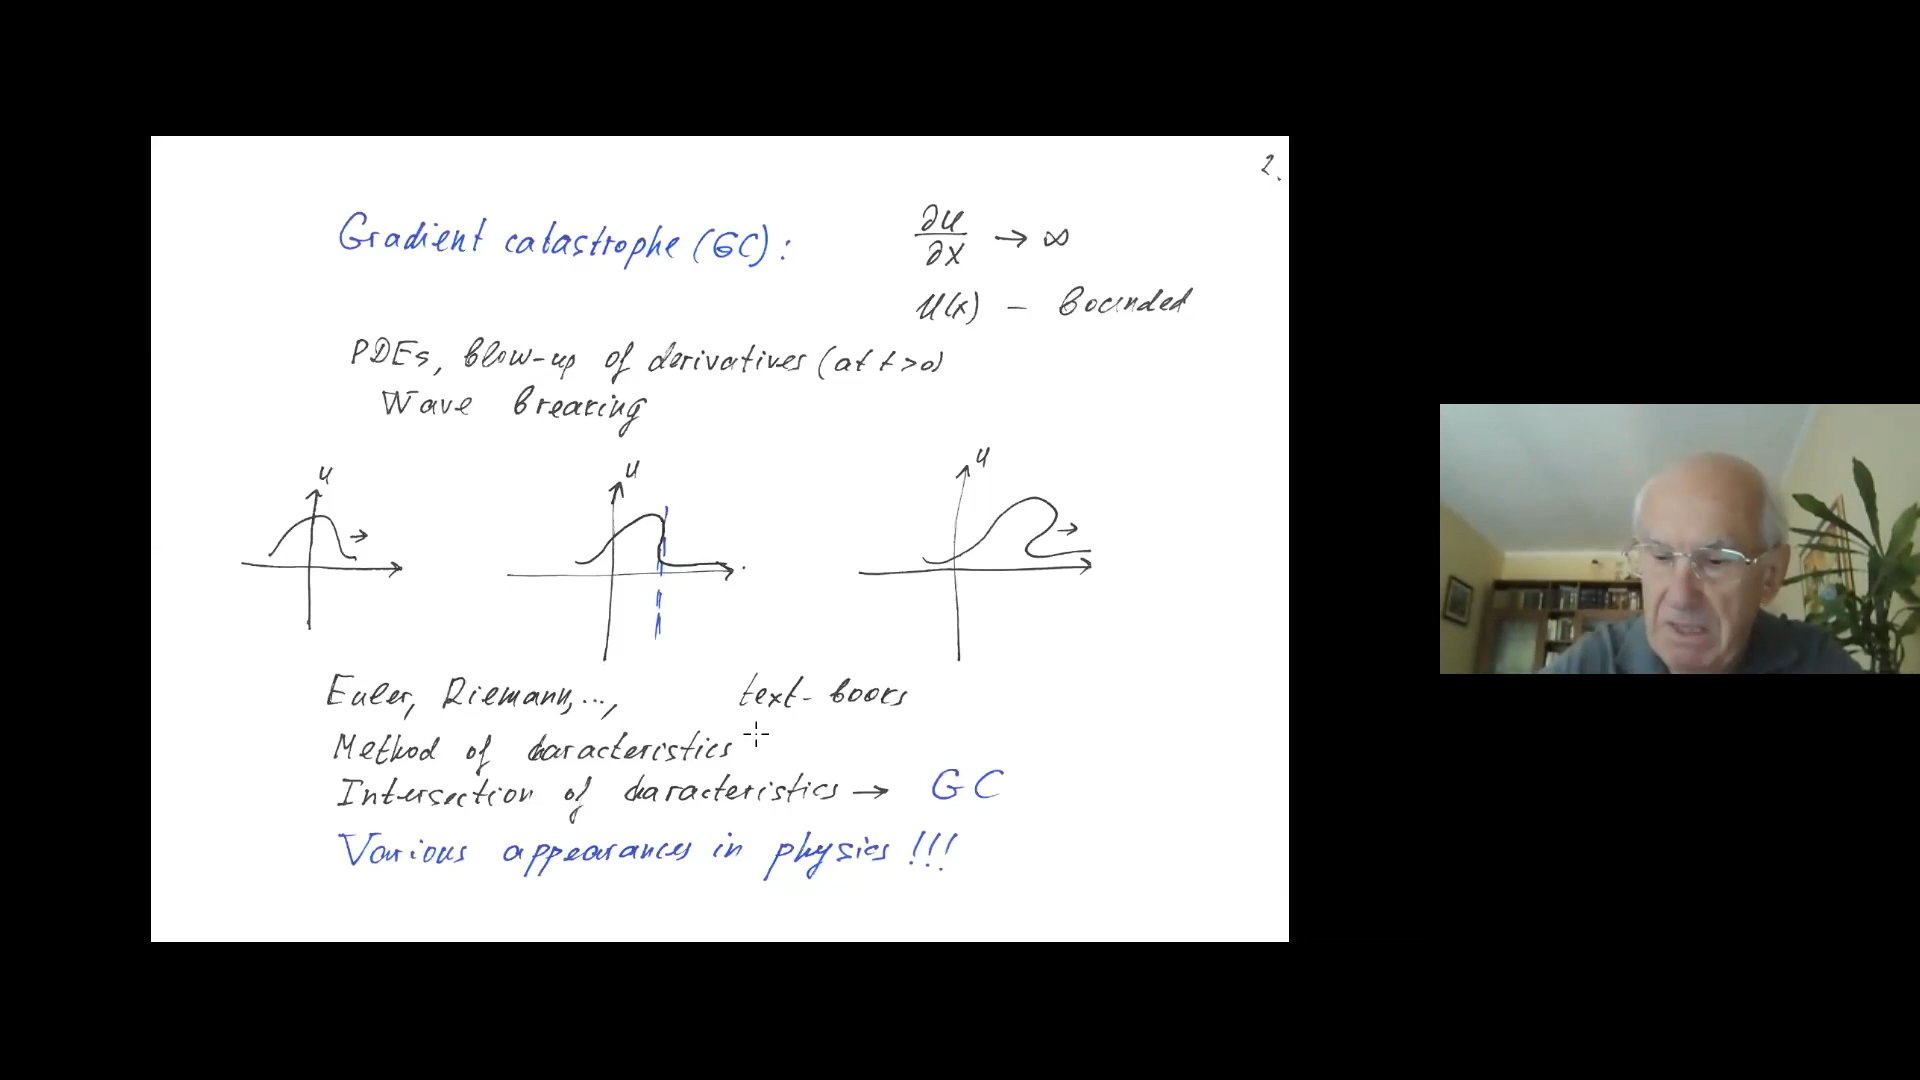 2.
Gradient catastrophe (GC):
∂u/∂x → ∞
u(x) – bounded
PDEs, blow-up of derivatives (at t>0)
Wave breaking
u
u
u
Euler, Riemann, ..., text-books
Method of characteristics
Intersection of characteristics → GC
Various appearances in physics !!!